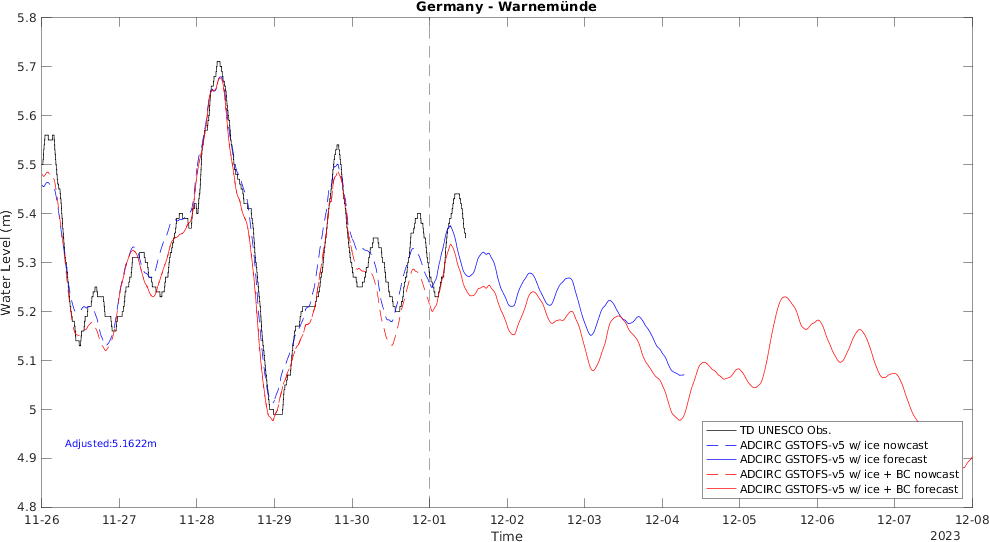 Germany - Warnemünde
5.8
5.7
5.6
5.5
5.4
5.3
5.2
5.1
5
4.9
4.8
Water Level (m)
Adjusted:5.1622m
TD UNESCO Obs.
ADCIRC GSTOFS-v5 w/ ice nowcast
ADCIRC GSTOFS-v5 w/ ice forecast
ADCIRC GSTOFS-v5 w/ ice + BC nowcast
ADCIRC GSTOFS-v5 w/ ice + BC forecast
11-26 11-27 11-28 11-29 11-30 12-01 12-02 12-03 12-04 12-05 12-06 12-07 12-08
Time
2023